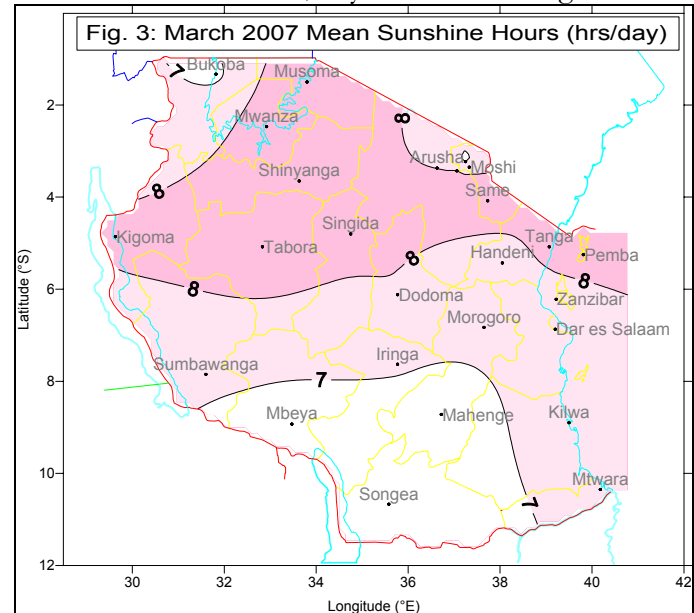 Fig. 3: March 2007 Mean Sunshine Hours (hrs/day)
7
Bukoba
Musoma
2
8
Mwanza
Arusha
Moshi
Shinyanga
8
4
Same
Singida
Tanga
Kigoma
Tabora
8
Handeni
Pemba
8
8
6
Dodoma
Zanzibar
Morogoro
Dar es Salaam
Iringa
Sumbawanga
7
8
Mbeya
Mahenge
Kilwa
Mtwara
10
Songea
7
12
Latitude (°S)
30 32 34 36 38 40 42
Longitude (°E)